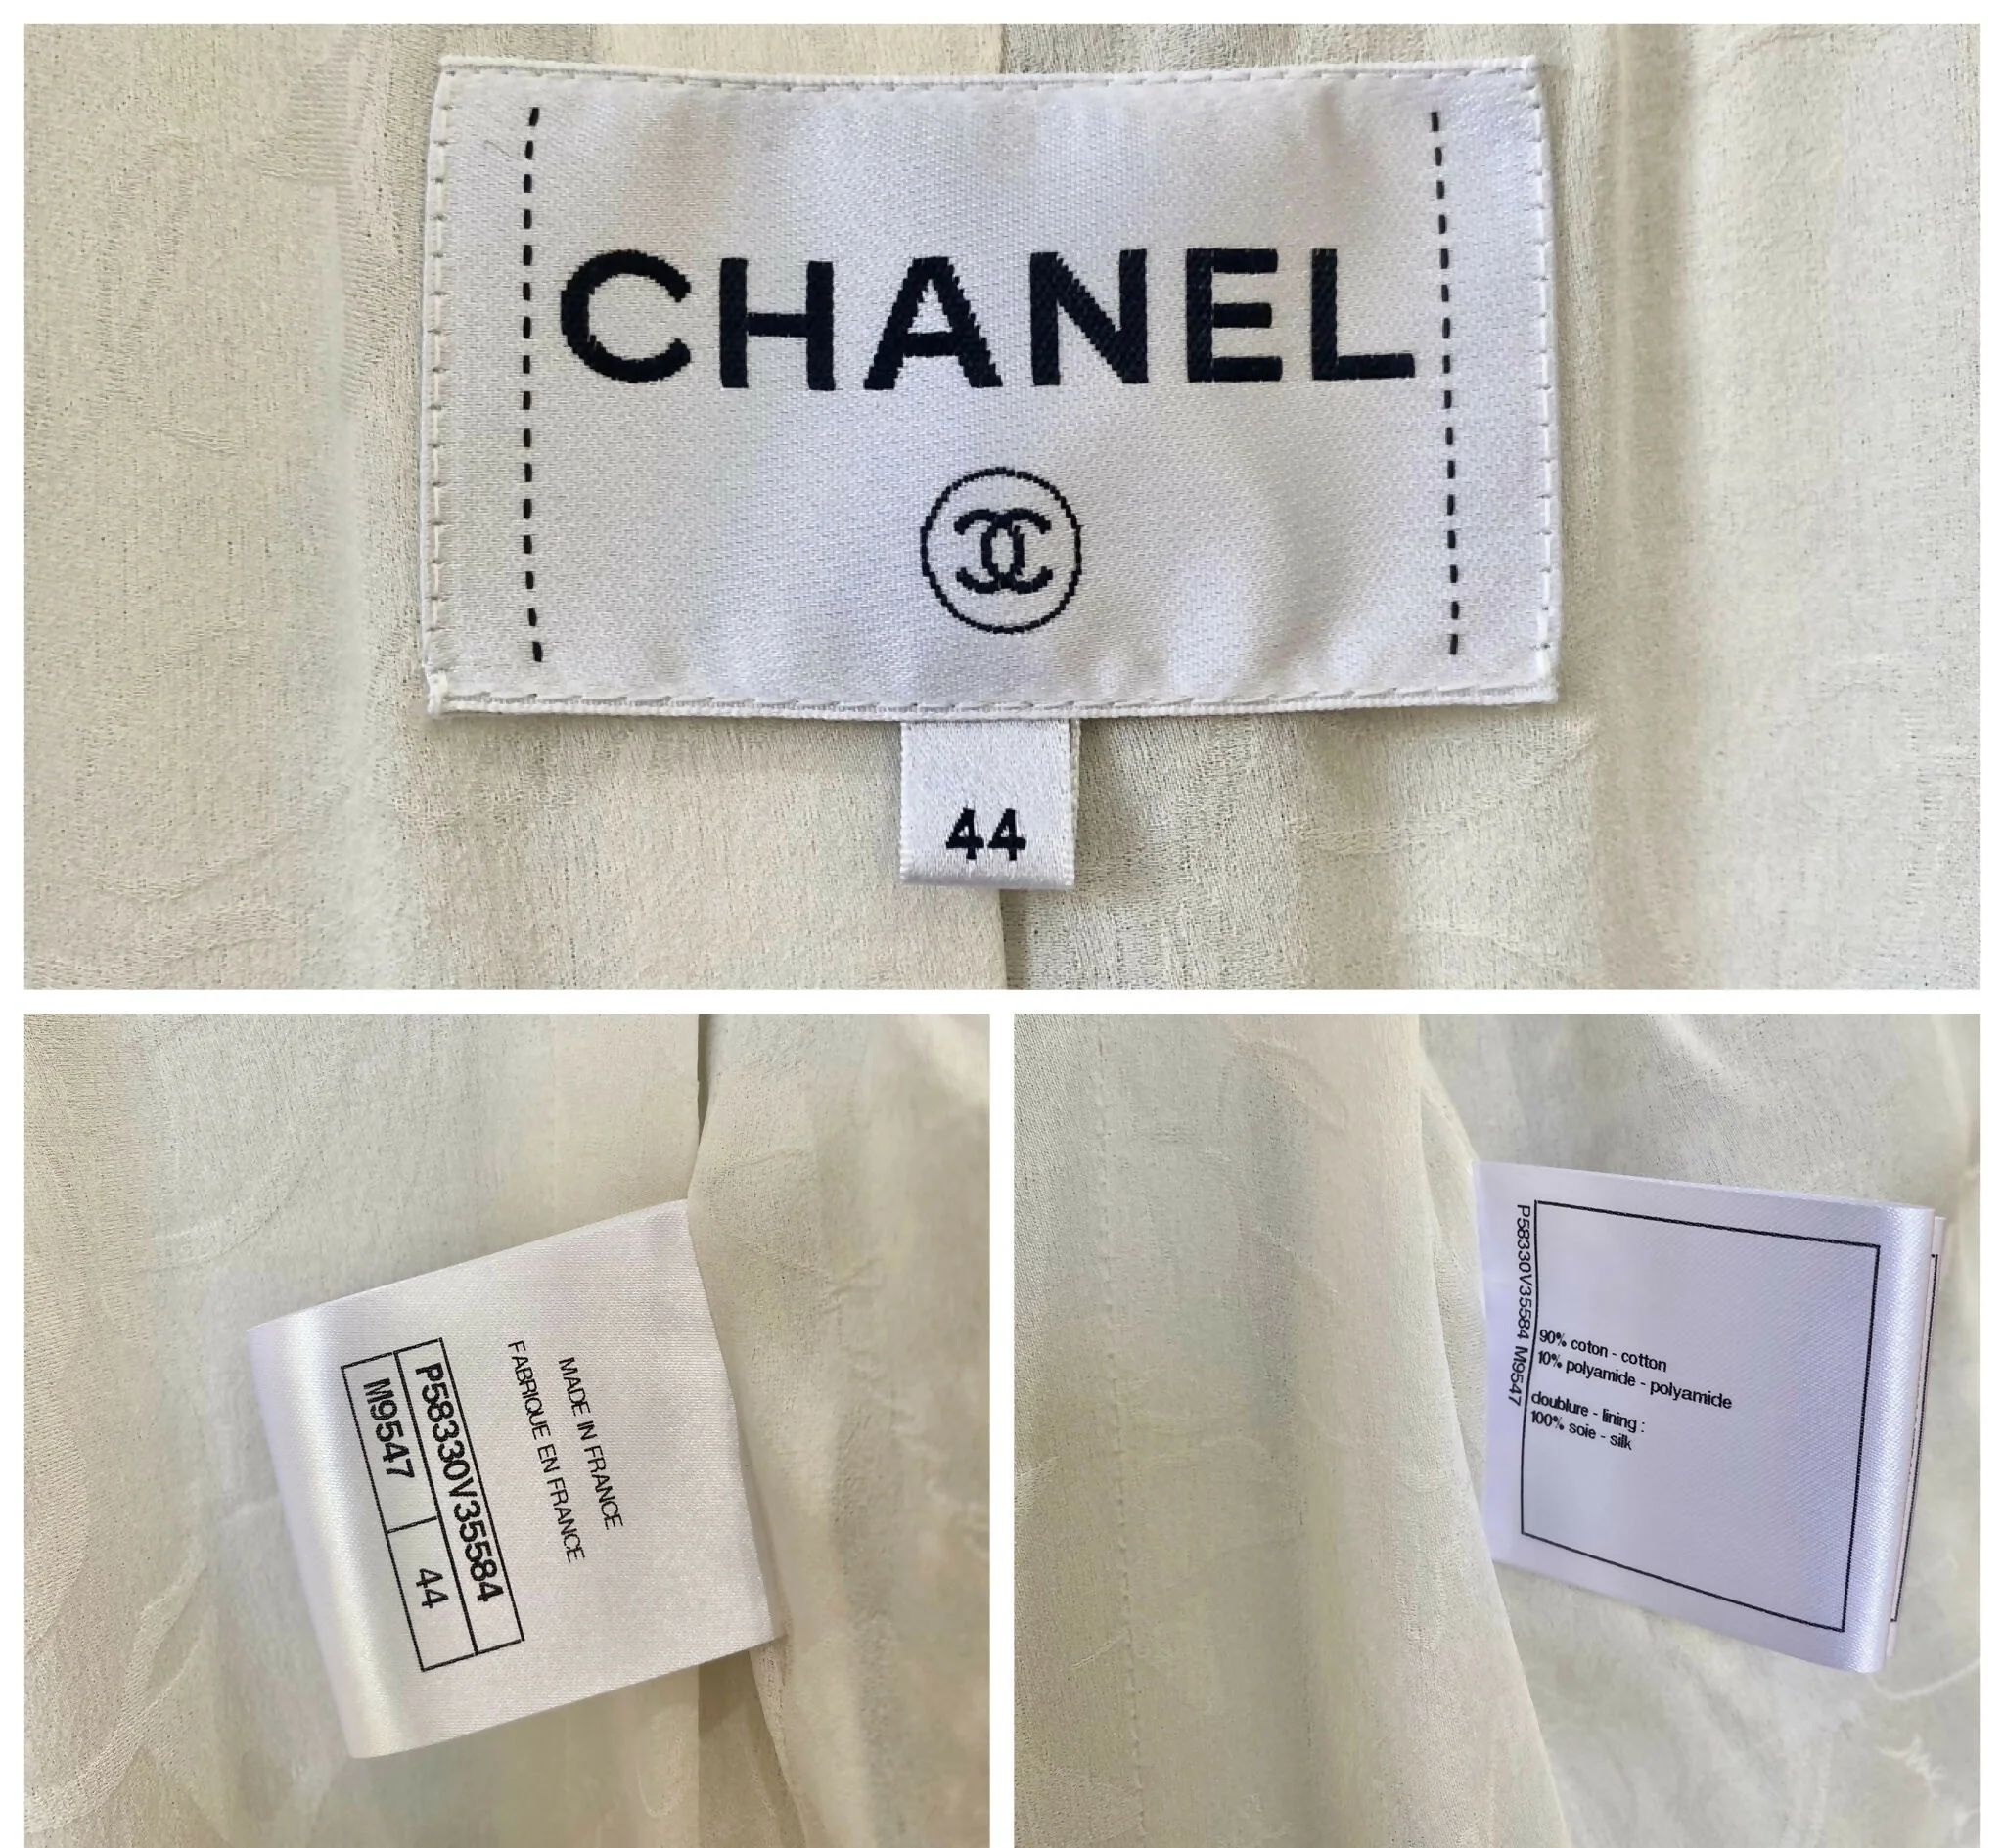 CHANEL
44
MADE IN FRANCE
FABRIQUE EN FRANCE
P58330V35584
M9547 44
P58330V35584 M9547
90% coton - cotton
10% polyamide - polyamide
doublure - lining :
100% soie - silk